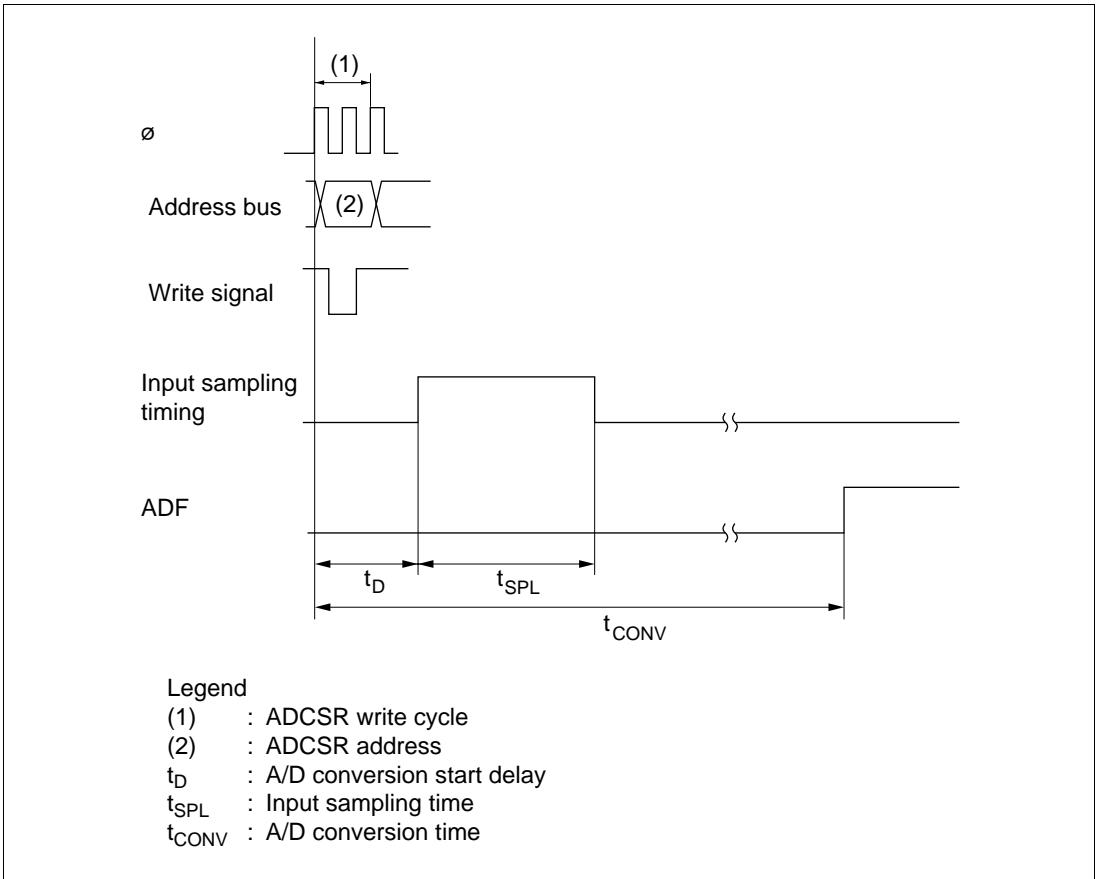 (1)
ø
Address bus
(2)
Write signal
Input sampling
timing
ADF
tD
tSPL
tCONV
Legend
(1) : ADCSR write cycle
(2) : ADCSR address
tD : A/D conversion start delay
tSPL : Input sampling time
tCONV : A/D conversion time